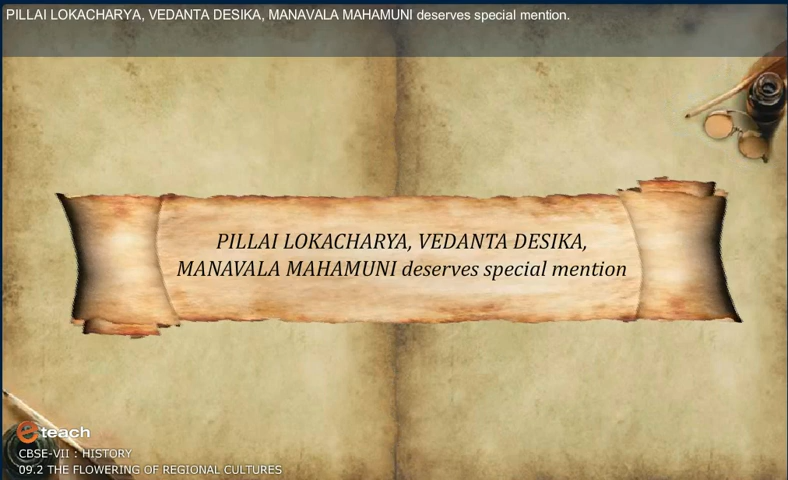 PILLAI LOKACHARYA, VEDANTA DESIKA, MANAVALA MAHAMUNI deserves special mention.
PILLAI LOKACHARYA, VEDANTA DESIKA,
MANAVALA MAHAMUNI deserves special mention
eteach
CBSE-VII : HISTORY
09.2 THE FLOWERING OF REGIONAL CULTURES